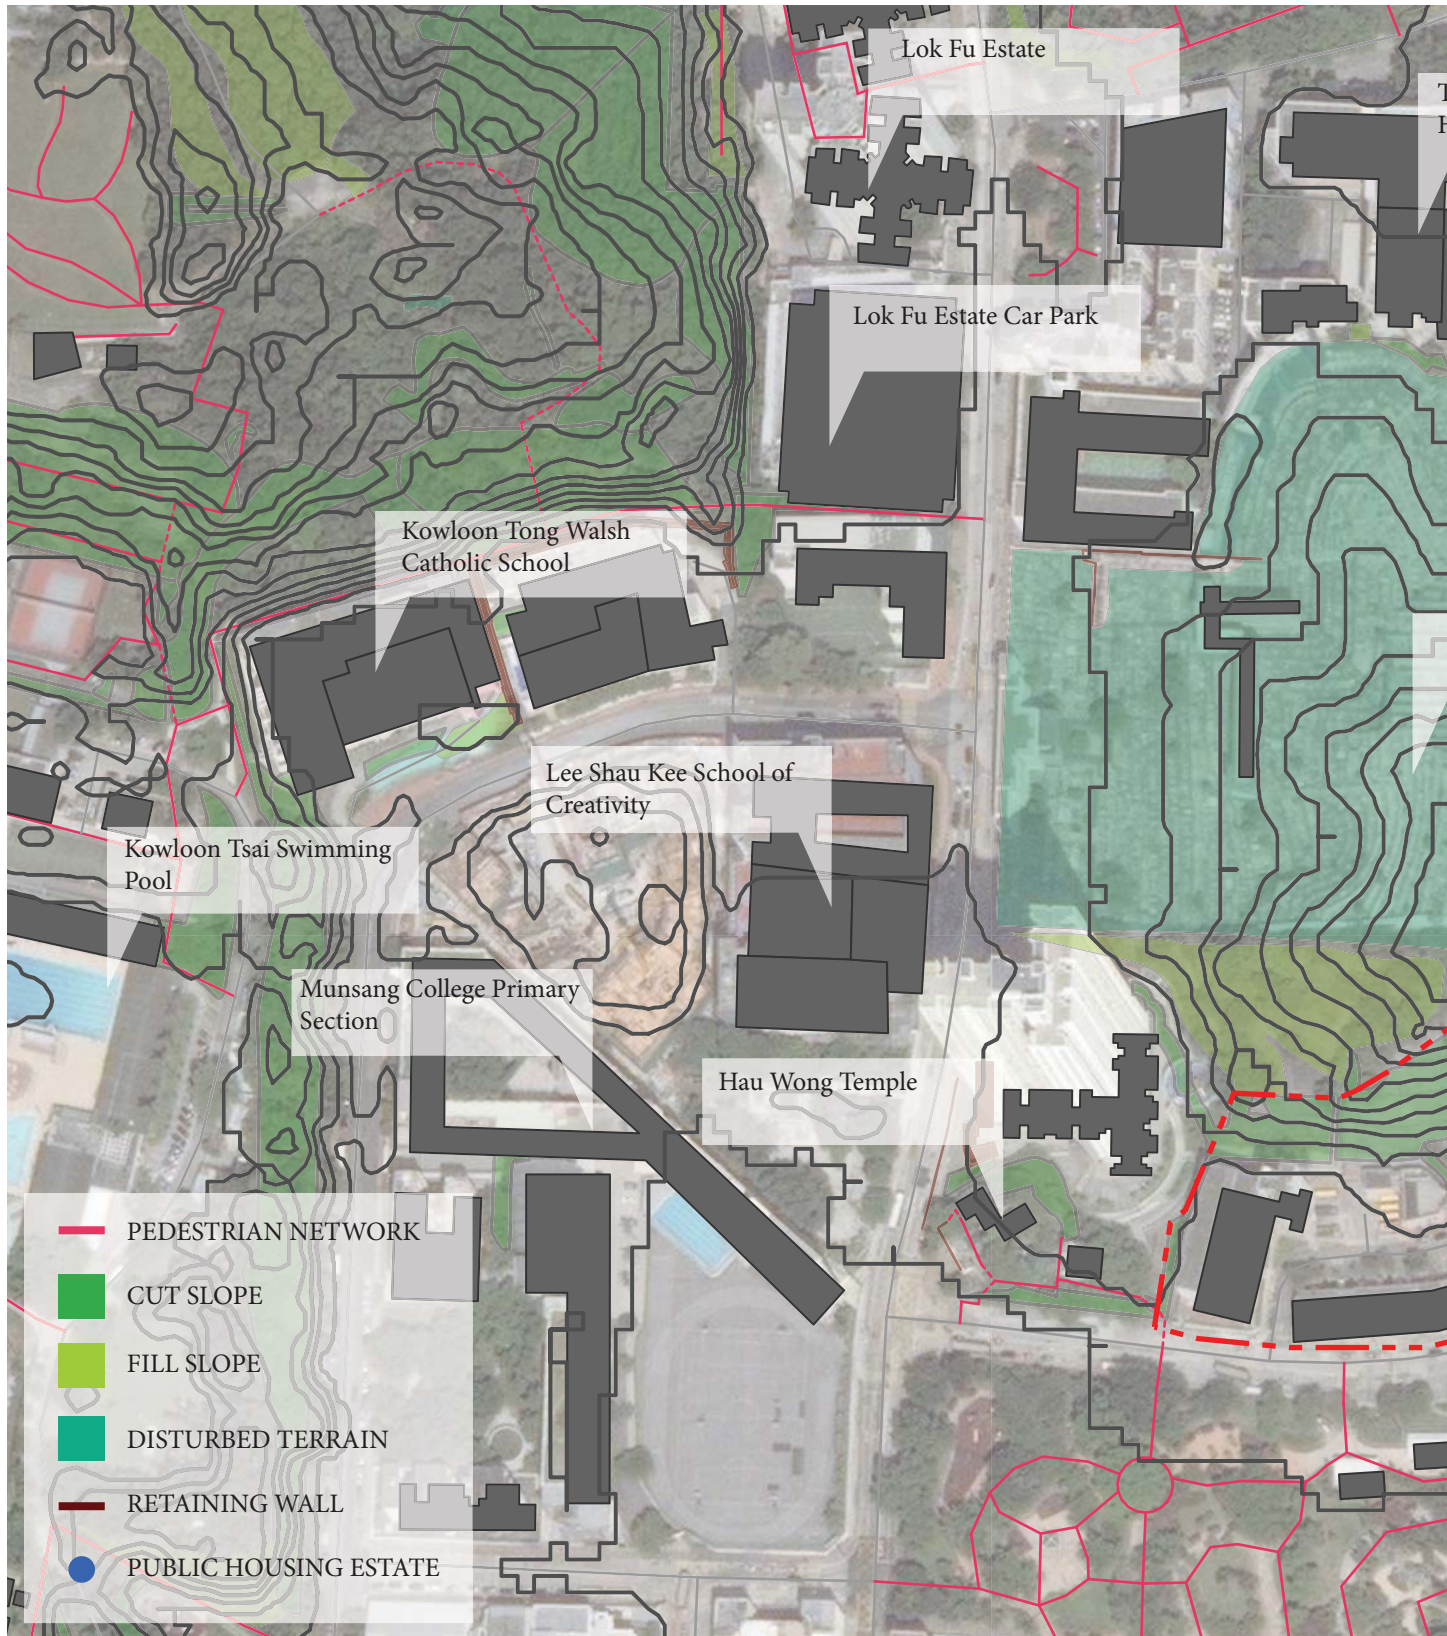 Lok Fu Estate
T
H
Lok Fu Estate Car Park
Kowloon Tong Walsh
Catholic School
Lee Shau Kee School of
Creativity
Kowloon Tsai Swimming
Pool
Munsang College Primary
Section
Hau Wong Temple
PEDESTRIAN NETWORK
CUT SLOPE
FILL SLOPE
DISTURBED TERRAIN
RETAINING WALL
PUBLIC HOUSING ESTATE